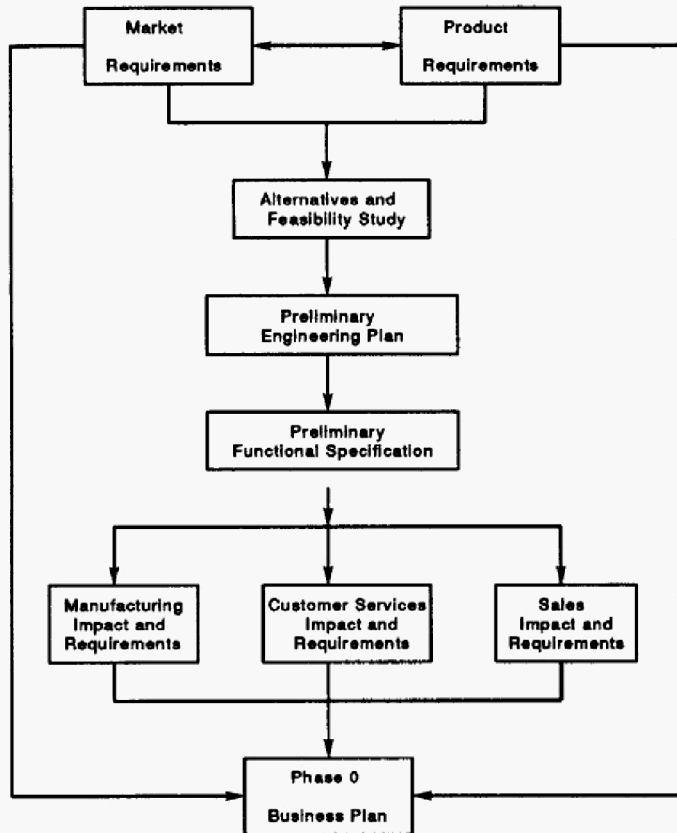 Market
Requirements
Product
Requirements
Alternatives and
Feasibility Study
Preliminary
Engineering Plan
Preliminary
Functional Specification
Manufacturing
Impact and
Requirements
Customer Services
Impact and
Requirements
Sales
Impact and
Requirements
Phase 0
Business Plan